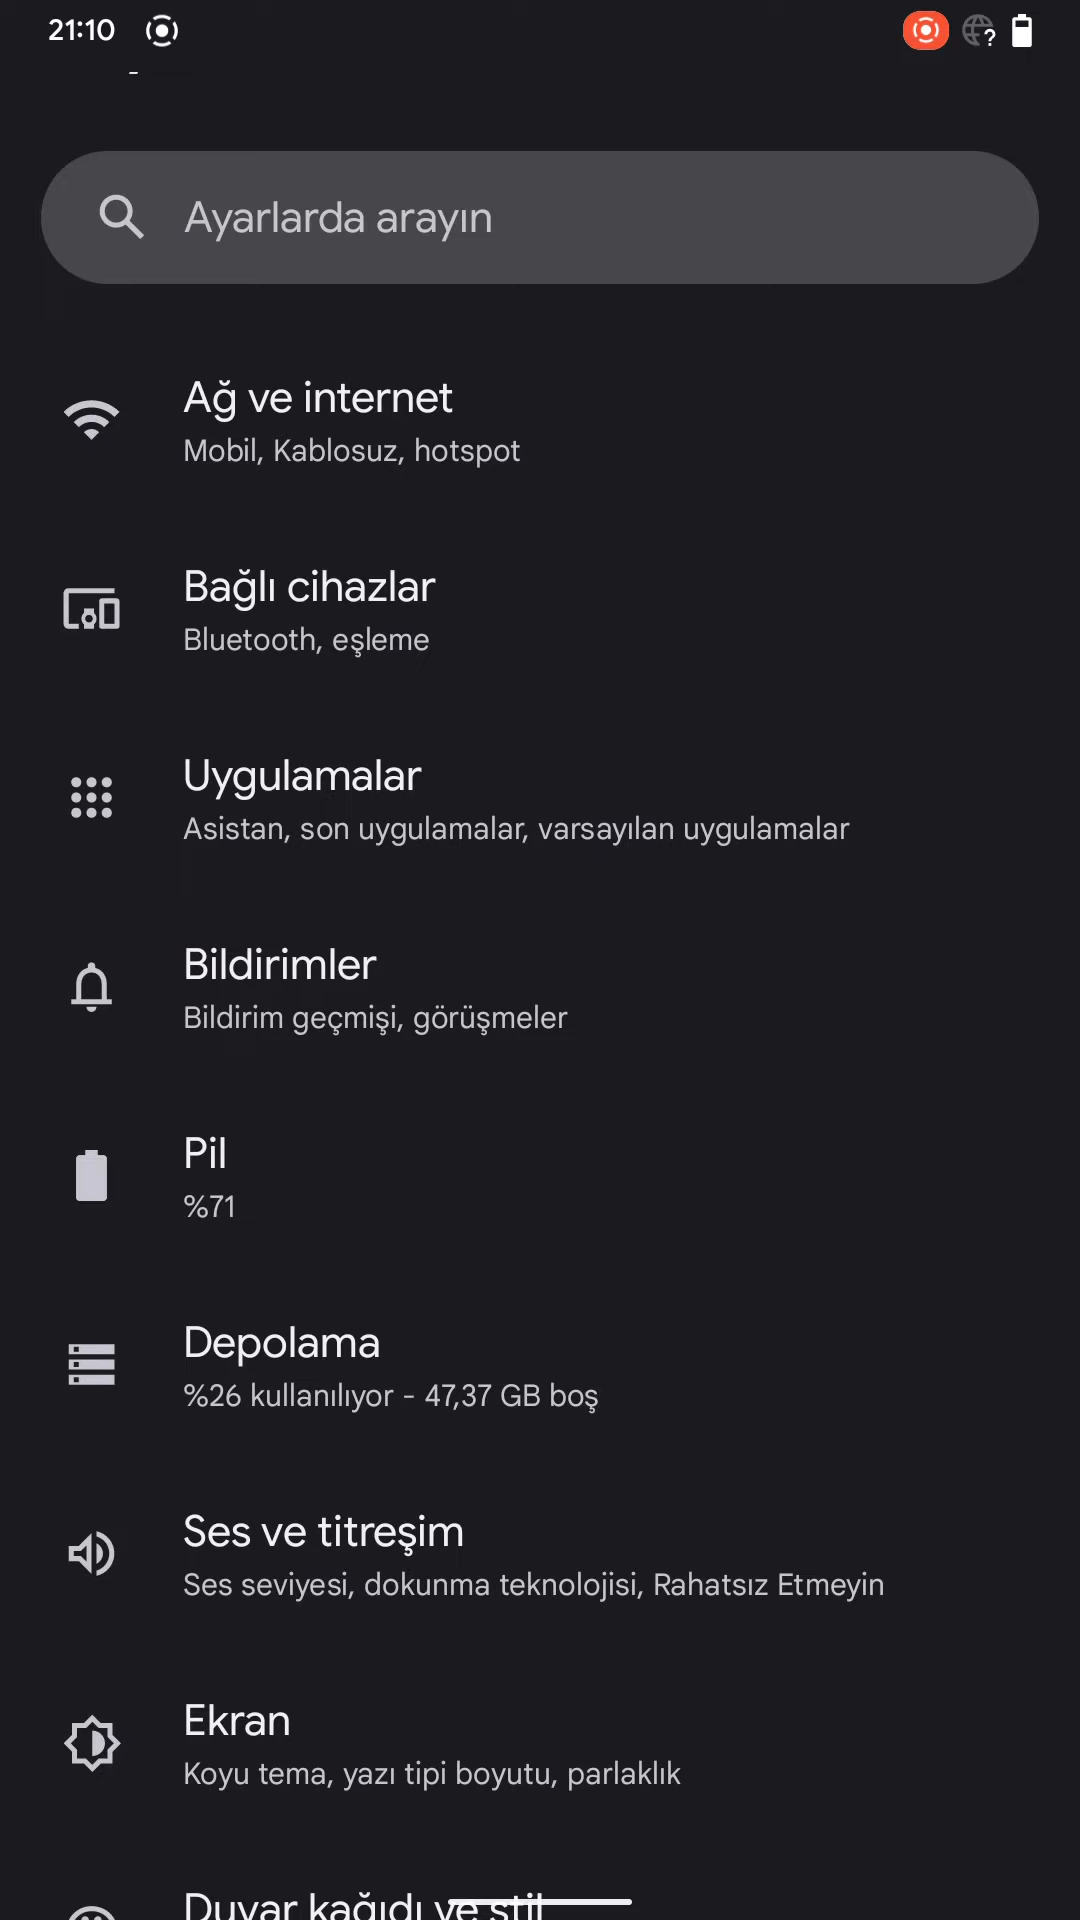 21:10
Ayarlarda arayın
Ağ ve internet
Mobil, Kablosuz, hotspot
Bağlı cihazlar
Bluetooth, eşleme
Uygulamalar
Asistan, son uygulamalar, varsayılan uygulamalar
Bildirimler
Bildirim geçmişi, görüşmeler
Pil
%71
Depolama
%26 kullanılıyor - 47,37 GB boş
Ses ve titreşim
Ses seviyesi, dokunma teknolojisi, Rahatsız Etmeyin
Ekran
Koyu tema, yazı tipi boyutu, parlaklık
Duvar kağıdı ve stil